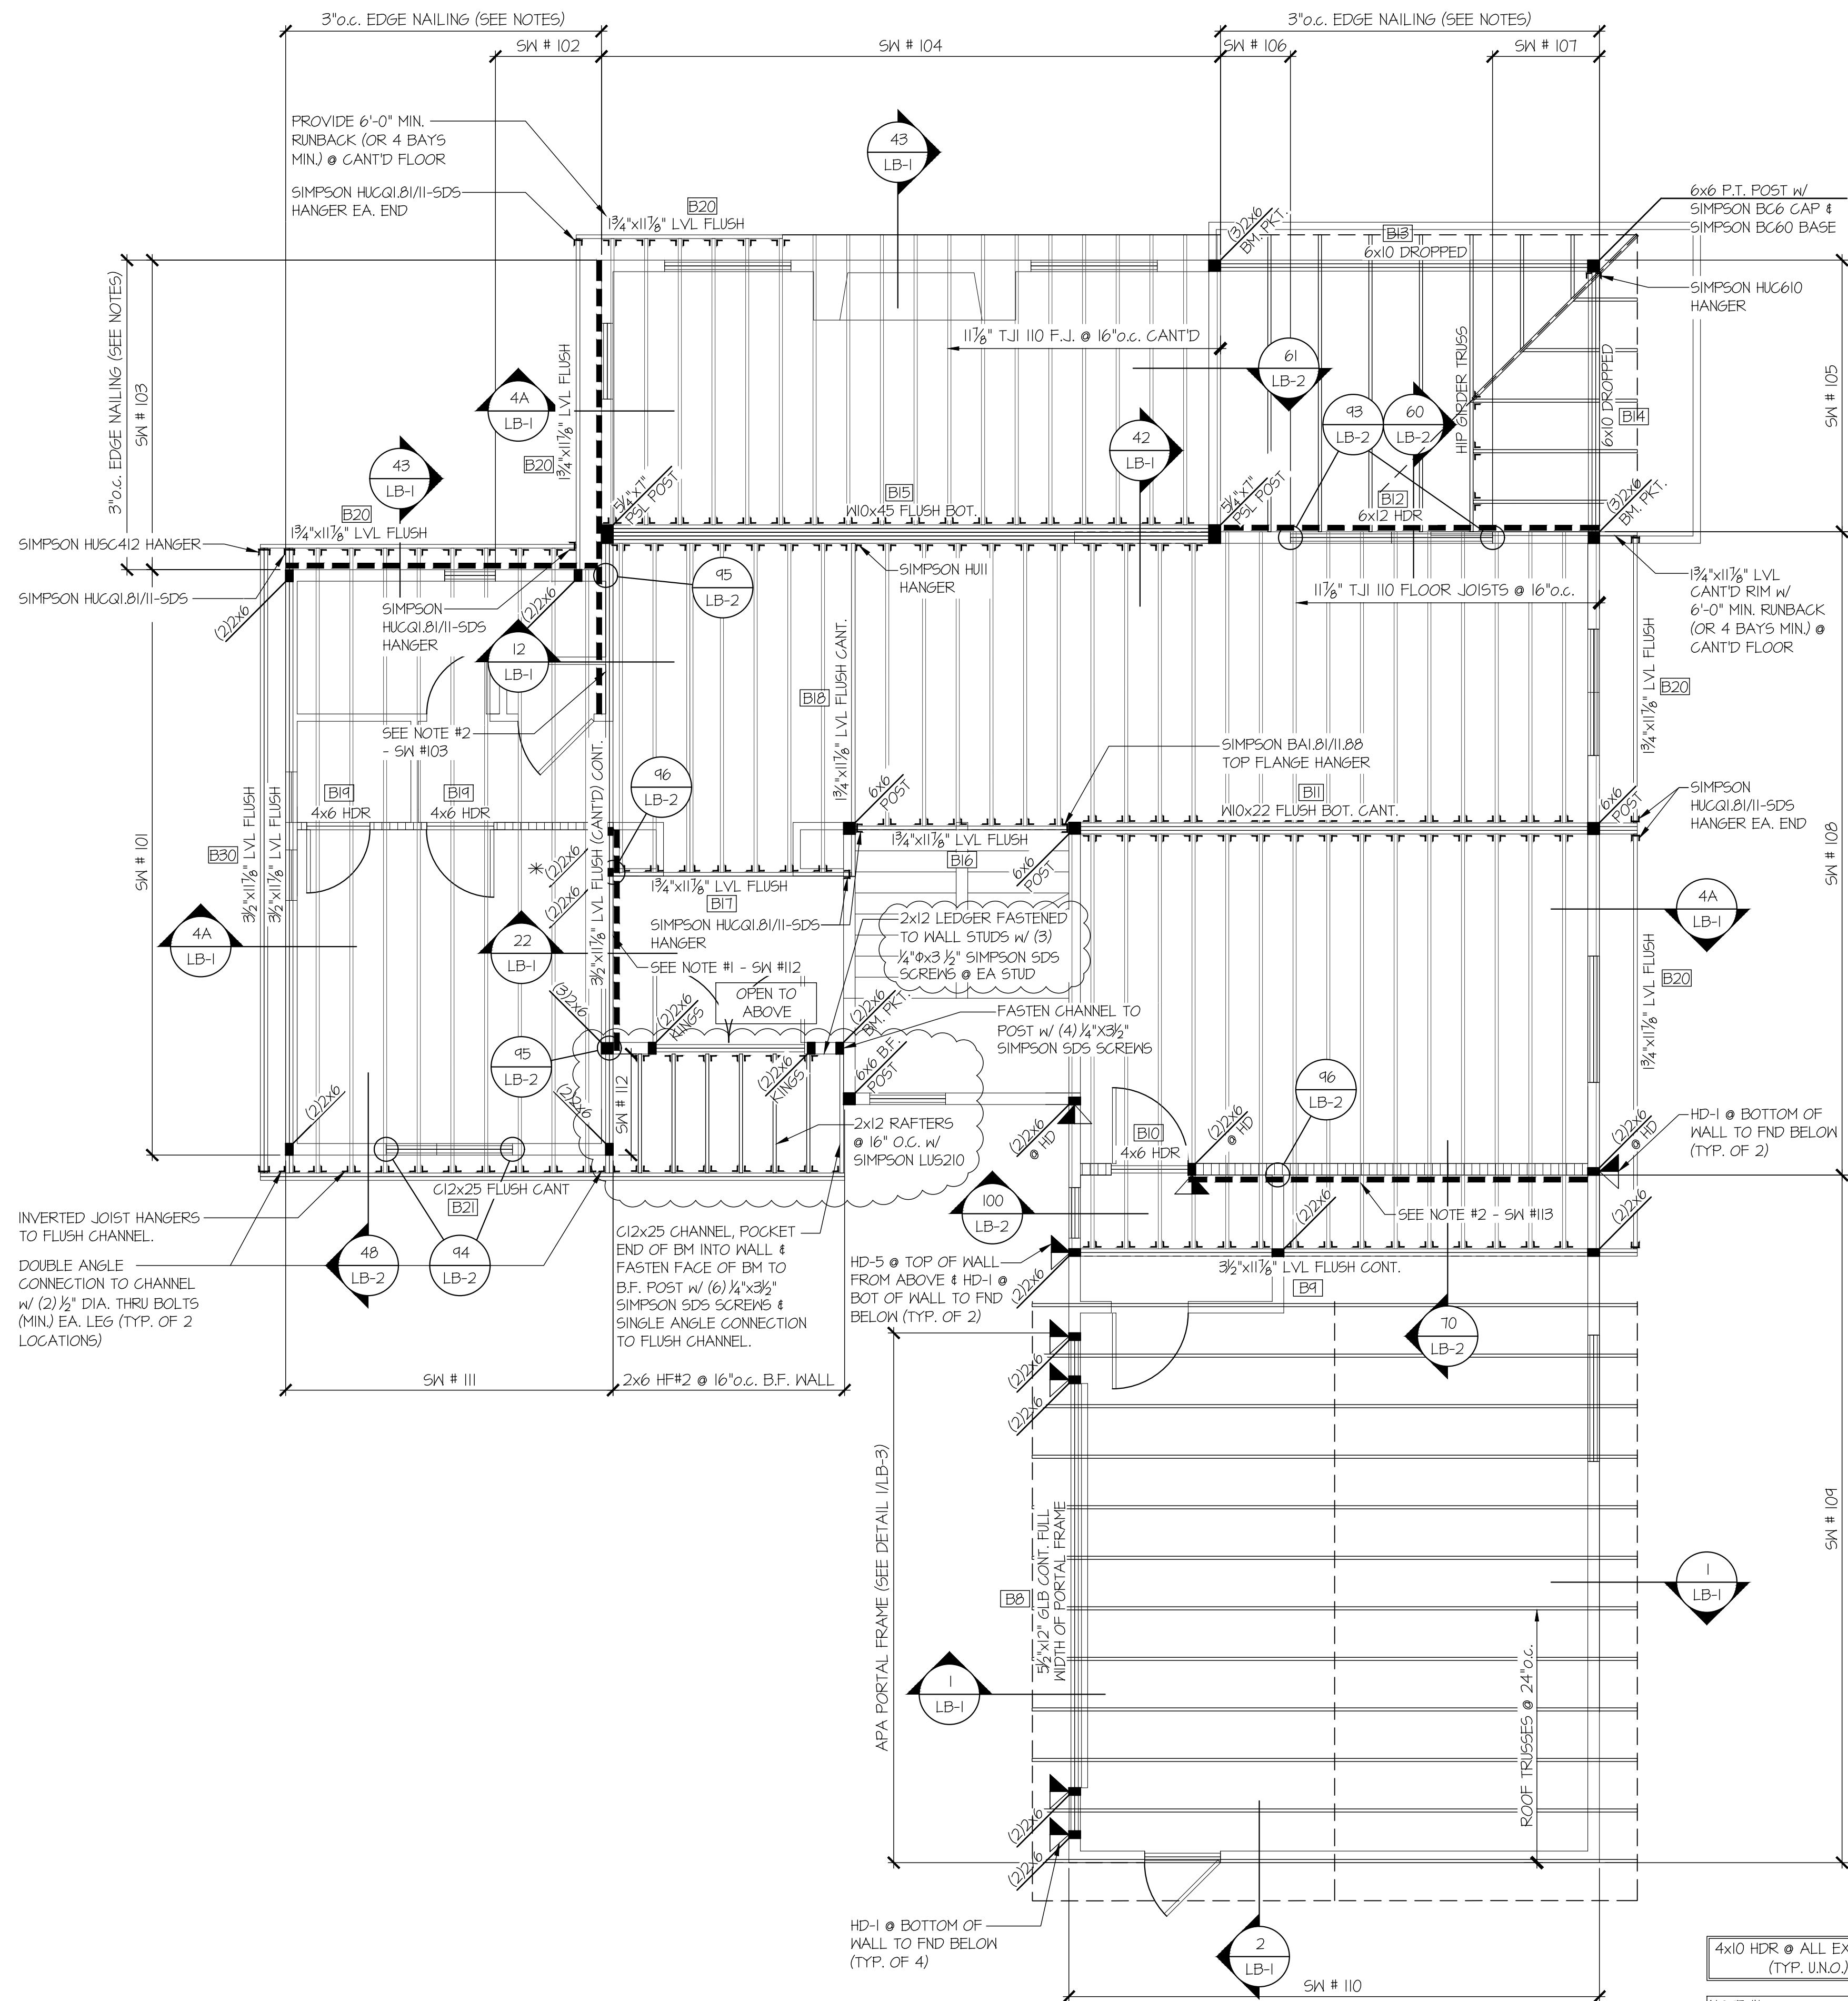 3"o.c. EDGE NAILING (SEE NOTES)
3"o.c. EDGE NAILING (SEE NOTES)
SW # 102
SW # 104
SW # 106
SW # 107
PROVIDE 6'-0" MIN.
RUNBACK (OR 4 BAYS
MIN.) @ CANT'D FLOOR
SIMPSON HUCQ1.81/11-SDS
HANGER EA. END
43
LB-1
B20
1¾"x11⅞" LVL FLUSH
(3)2x6
BM. PKT.
B13
6x10 DROPPED
6x6 P.T. POST w/
SIMPSON BC6 CAP &
SIMPSON BC60 BASE
SIMPSON HUC610
HANGER
3"o.c. EDGE NAILING (SEE NOTES)
SW # 103
4A
LB-1
B20
1¾"x11⅞" LVL FLUSH
11⅞" TJI 110 F.J. @ 16"o.c. CANT'D
61
LB-2
93
LB-2
60
LB-2
HIP GIRDER TRUSS
6x10 DROPPED
B14
SW # 105
43
LB-1
42
LB-1
B20
1¾"x11⅞" LVL FLUSH
5¼"x7"
PSL POST
B15
W10x45 FLUSH BOT.
5¼"x7"
PSL POST
B12
6x12 HDR
(3)2x6
BM. PKT.
SIMPSON HUSC412 HANGER
SIMPSON HUCQ1.81/11-SDS
(2)2x6
SIMPSON
HUCQ1.81/11-SDS
HANGER
(2)2x6
95
LB-2
SIMPSON HU11
HANGER
11⅞" TJI 110 FLOOR JOISTS @ 16"o.c.
1¾"x11⅞" LVL
CANT'D RIM w/
6'-0" MIN. RUNBACK
(OR 4 BAYS MIN.) @
CANT'D FLOOR
12
LB-1
B18
1¾"x11⅞" LVL FLUSH CANT.
1¾"x11⅞" LVL FLUSH
B20
SEE NOTE #2
- SW #103
SIMPSON BA1.81/11.88
TOP FLANGE HANGER
96
LB-2
6x6
POST
B11
W10x22 FLUSH BOT. CANT.
6x6
POST
SIMPSON
HUCQ1.81/11-SDS
HANGER EA. END
B19
4x6 HDR
B19
4x6 HDR
SW # 101
B30
3½"x11⅞" LVL FLUSH
3½"x11⅞" LVL FLUSH
*
(2)2x6
(2)2x6
3½"x11⅞" LVL FLUSH (CANT'D) CONT.
1¾"x11⅞" LVL FLUSH
B16
6x6
POST
1¾"x11⅞" LVL FLUSH
B17
SIMPSON HUCQ1.81/11-SDS
HANGER
SW # 108
4A
LB-1
22
LB-1
2x12 LEDGER FASTENED
TO WALL STUDS w/ (3)
¼"Φx3 ½" SIMPSON SDS
SCREWS @ EA STUD
4A
LB-1
1¾"x11⅞" LVL FLUSH
B20
SEE NOTE #1 - SW #112
(3)2x6
(2)2x6
KINGS
OPEN TO
ABOVE
(2)2x6
BM. PKT.
FASTEN CHANNEL TO
POST w/ (4) ¼"X3½"
SIMPSON SDS SCREWS
95
LB-2
(2)2x6
SW # 112
(2)2x6
KINGS
6x6 B.F.
POST
(2)2x6
2x12 RAFTERS
@ 16" O.C. w/
SIMPSON LUS210
(2)2x6
@ HD
B10
4x6 HDR
(2)2x6
@ HD
96
LB-2
(2)2x6
@ HD
HD-1 @ BOTTOM OF
WALL TO FND BELOW
(TYP. OF 2)
C12x25 FLUSH CANT
B21
100
LB-2
(2)2x6
SEE NOTE #2 - SW #113
(2)2x6
INVERTED JOIST HANGERS
TO FLUSH CHANNEL.
DOUBLE ANGLE
CONNECTION TO CHANNEL
w/ (2) ½" DIA. THRU BOLTS
(MIN.) EA. LEG (TYP. OF 2
LOCATIONS)
48
LB-2
94
LB-2
C12x25 CHANNEL, POCKET
END OF BM INTO WALL &
FASTEN FACE OF BM TO
B.F. POST w/ (6) ¼"x3½"
SIMPSON SDS SCREWS &
SINGLE ANGLE CONNECTION
TO FLUSH CHANNEL.
HD-5 @ TOP OF WALL
FROM ABOVE & HD-1 @
BOT OF WALL TO FND
BELOW (TYP. OF 2)
(2)2x6
3½"x11⅞" LVL FLUSH CONT.
B9
70
LB-2
SW # 111
2x6 HF#2 @ 16"o.c. B.F. WALL
(2)2x6
(2)2x6
APA PORTAL FRAME (SEE DETAIL 1/LB-3)
B8
5½"x12" GLB CONT. FULL
WIDTH OF PORTAL FRAME
SW # 109
1
LB-1
1
LB-1
ROOF TRUSSES @ 24"o.c.
(2)2x6
(2)2x6
HD-1 @ BOTTOM OF
WALL TO FND BELOW
(TYP. OF 4)
2
LB-1
SW # 110
4x10 HDR @ ALL EX
(TYP. U.N.O.)